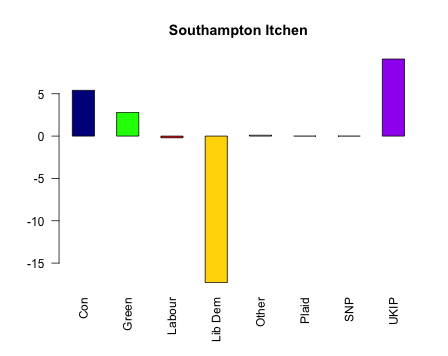 Southampton Itchen
5
0
-5
-10
-15
Con
Green
Labour
Lib Dem
Other
Plaid
SNP
UKIP